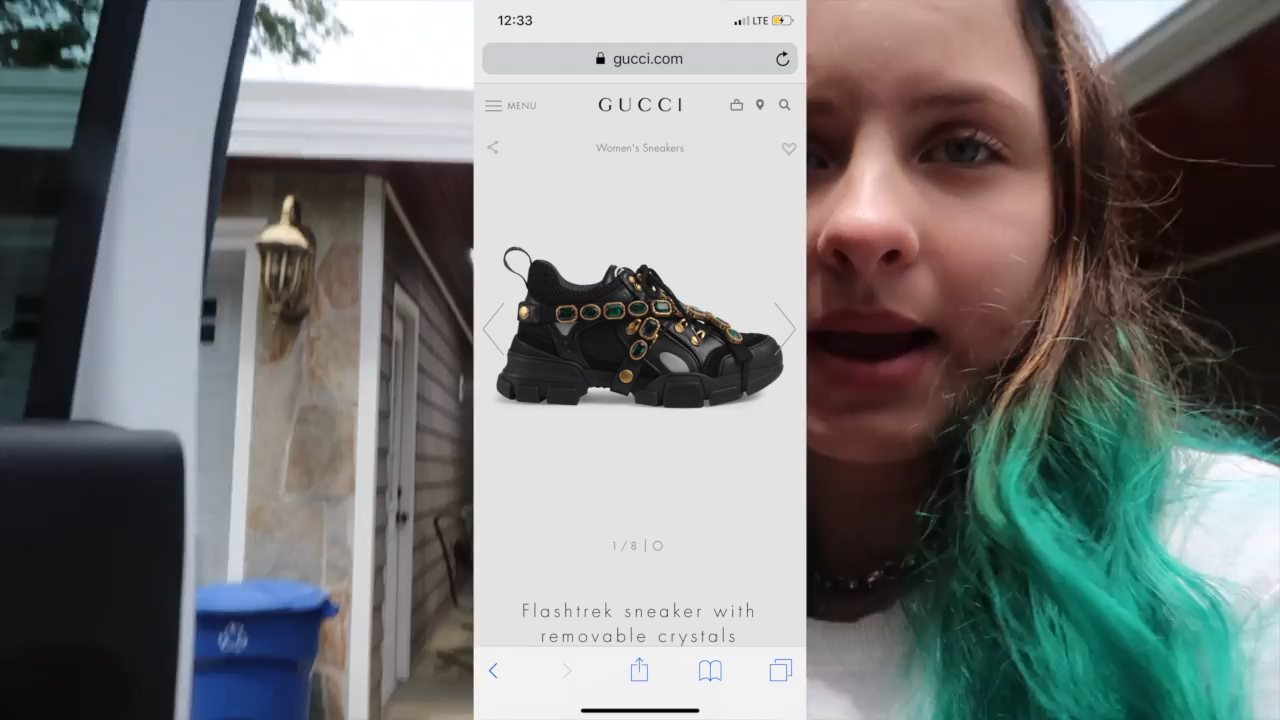 12:33
LTE
gucci.com
MENU
GUCCI
Women's Sneakers
1/8 |
Flashtrek sneaker with
removable crystals